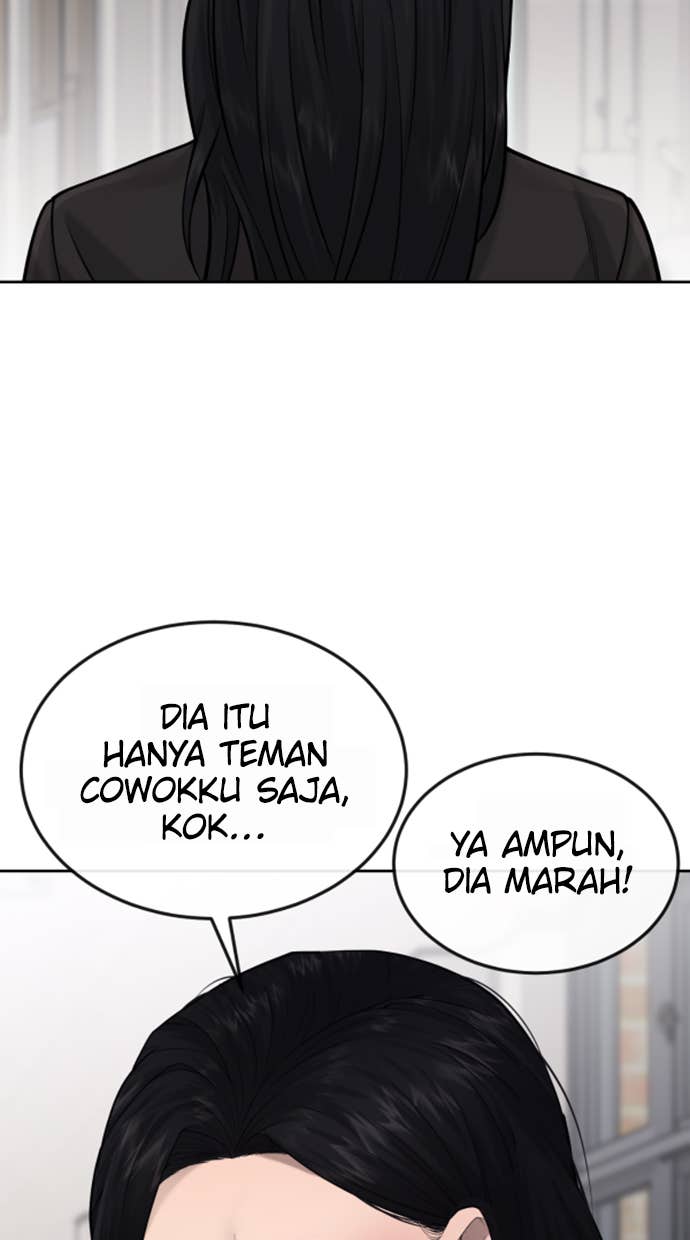 DIA ITU
HANYA TEMAN
COWOKKU SAJA,
KOK...
YA AMPUN,
DIA MARAH!